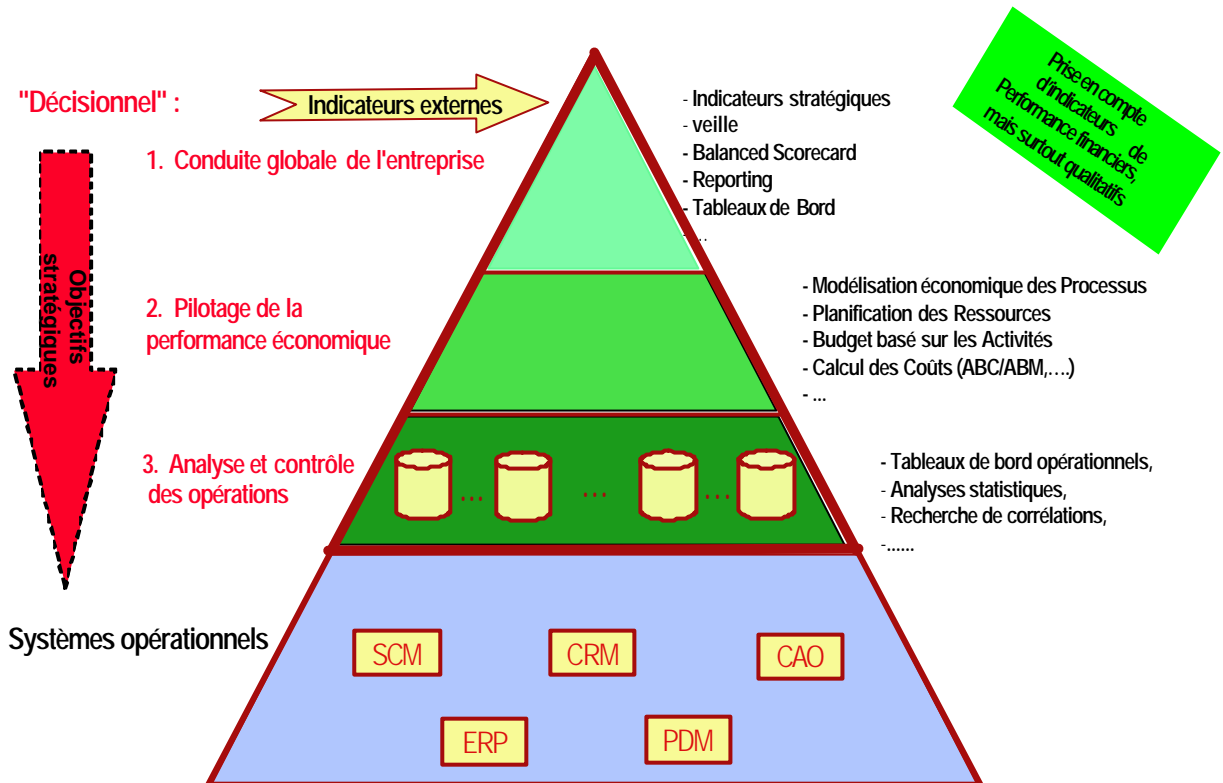 "Décisionnel" :
Indicateurs externes
1. Conduite globale de l'entreprise
- Indicateurs stratégiques
- veille
- Balanced Scorecard
- Reporting
- Tableaux de Bord
- ...
Prise en compte
d'indicateurs
de
Performance financiers,
mais surtout qualitatifs
Objectifs
stratégiques
2. Pilotage de la
performance économique
- Modélisation économique des Processus
- Planification des Ressources
- Budget basé sur les Activités
- Calcul des Coûts (ABC/ABM,....)
- ...
3. Analyse et contrôle
des opérations
... ... ...
- Tableaux de bord opérationnels,
- Analyses statistiques,
- Recherche de corrélations,
-......
Systèmes opérationnels
SCM CRM CAO
ERP PDM